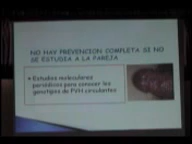 NO HAY PREVENCION COMPLETA SI NO
SE ESTUDIA A LA PAREJA
Estudios moleculares
periódicos para conocer los
genotipos de PVH circulantes